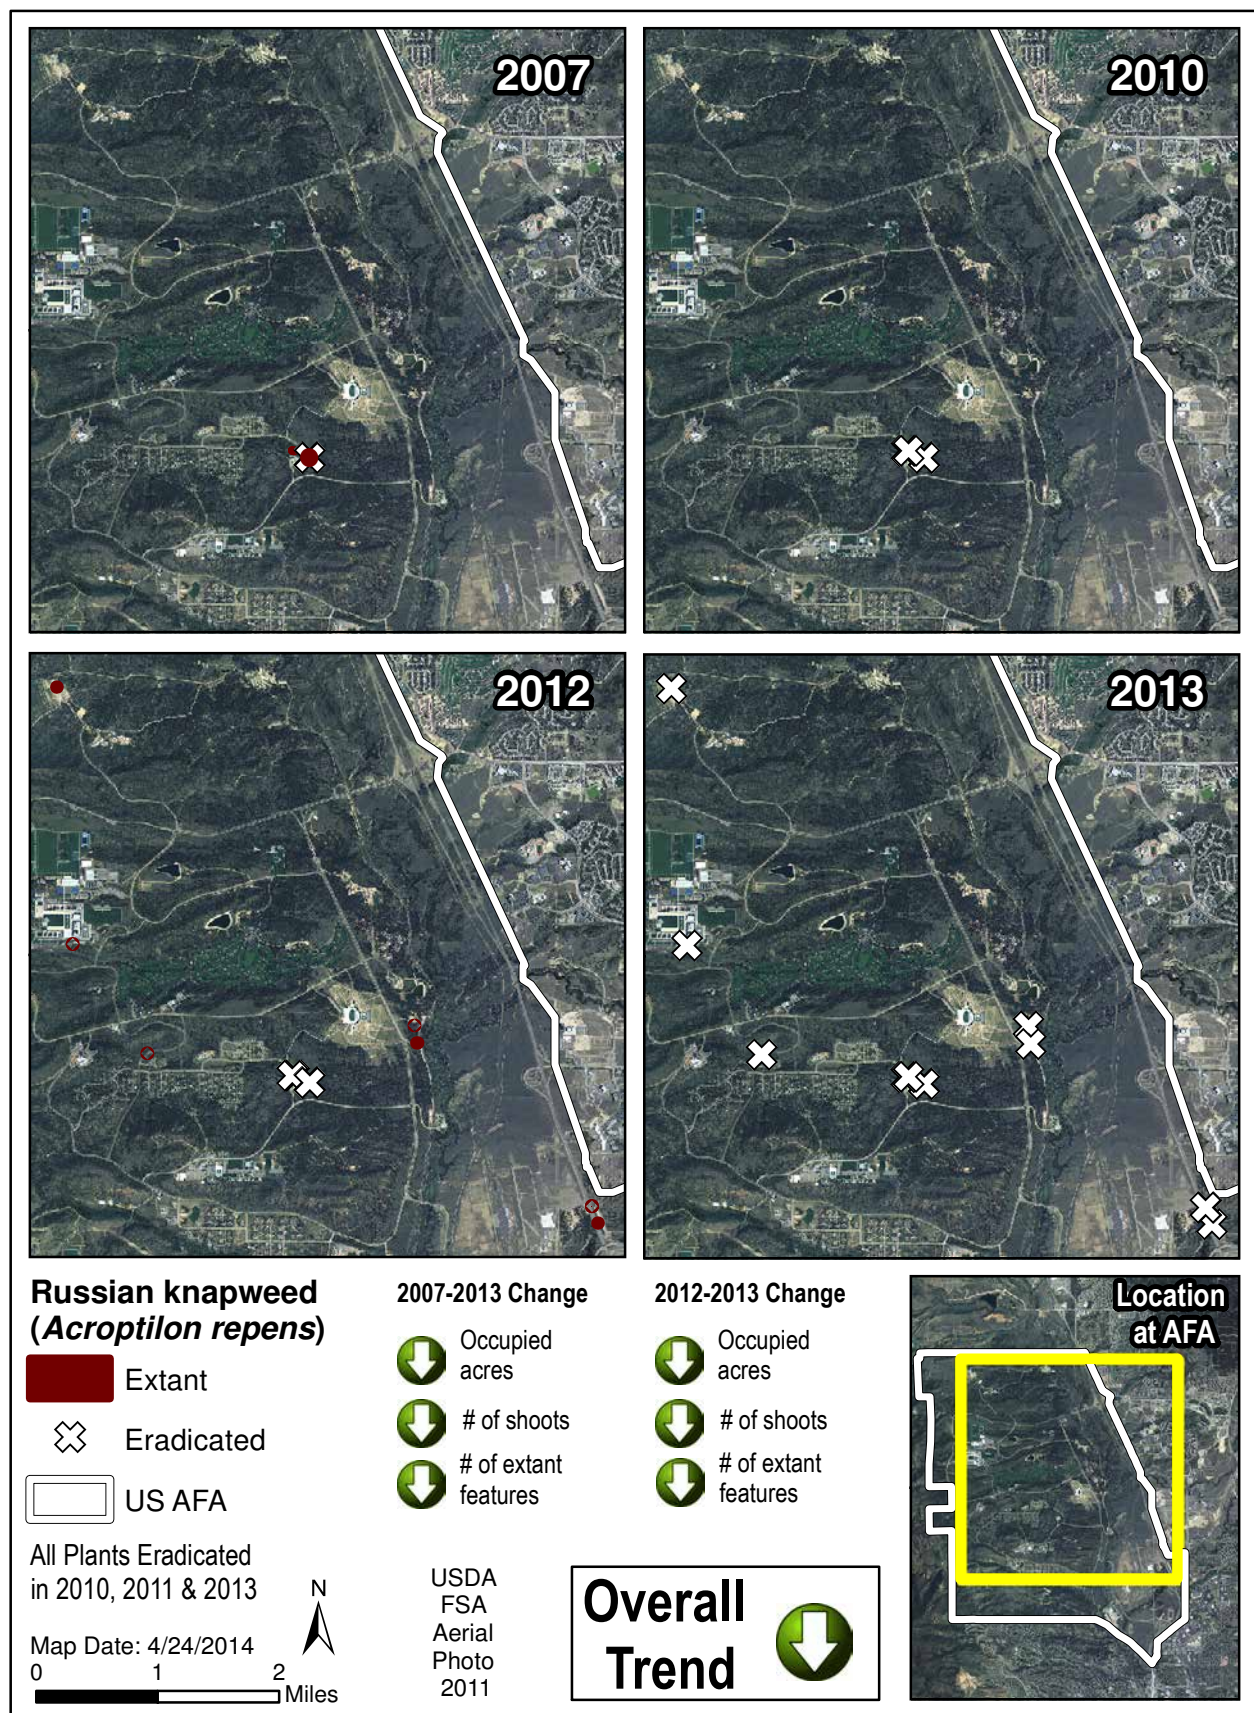 2007
2010
2012
2013
Russian knapweed
(Acroptilon repens)
Extant
Eradicated
US AFA
All Plants Eradicated
in 2010, 2011 & 2013
Map Date: 4/24/2014
N
0 1 2
Miles
2007-2013 Change
Occupied
acres
# of shoots
# of extant
features
2012-2013 Change
Occupied
acres
# of shoots
# of extant
features
USDA
FSA
Aerial
Photo
2011
Overall
Trend
Location
at AFA